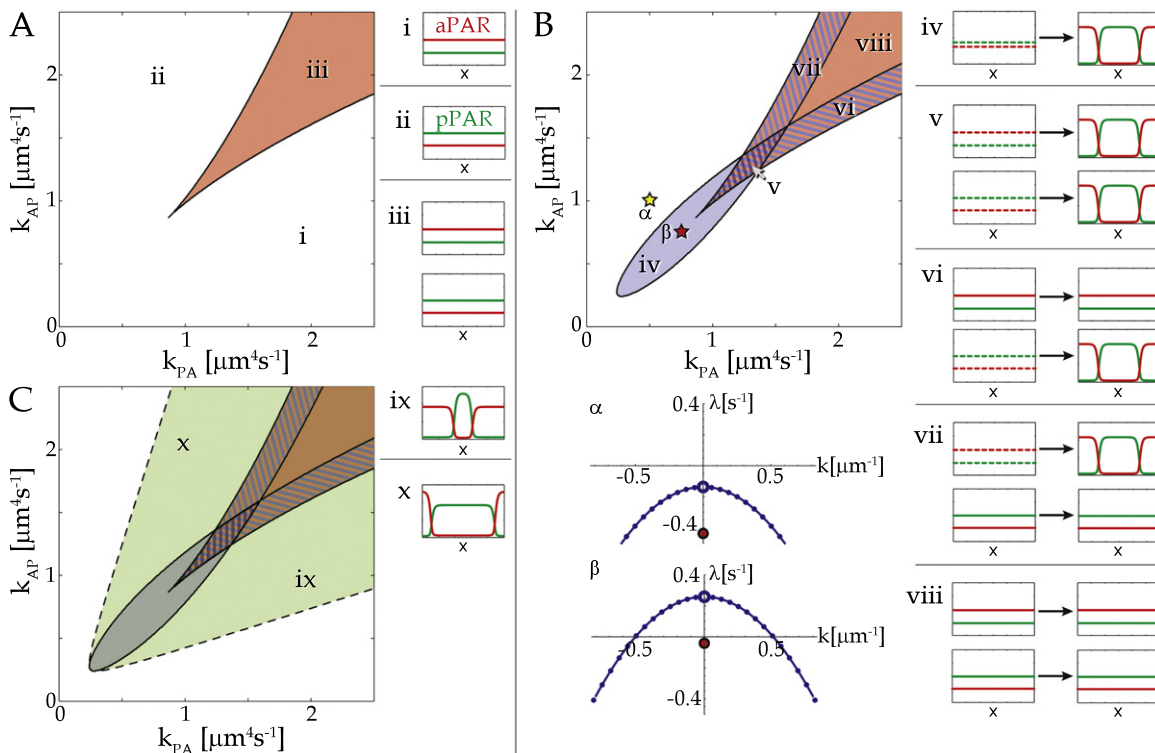 A
k_AP [μm⁴s⁻¹]
2
1
0
ii
iii
i
0
1
2
k_PA [μm⁴s⁻¹]
i
aPAR
x
ii
pPAR
x
iii
x
B
k_AP [μm⁴s⁻¹]
2
1
0
vii
viii
vi
v
α
β
iv
0
1
2
k_PA [μm⁴s⁻¹]
iv
x
x
v
x
x
vi
x
x
vii
x
x
viii
x
x
C
k_AP [μm⁴s⁻¹]
2
1
0
x
ix
0
1
2
k_PA [μm⁴s⁻¹]
ix
x
x
x
α
0.4
λ[s⁻¹]
-0.5
0.5
k[μm⁻¹]
-0.4
β
0.4
λ[s⁻¹]
-0.5
0.5
k[μm⁻¹]
-0.4